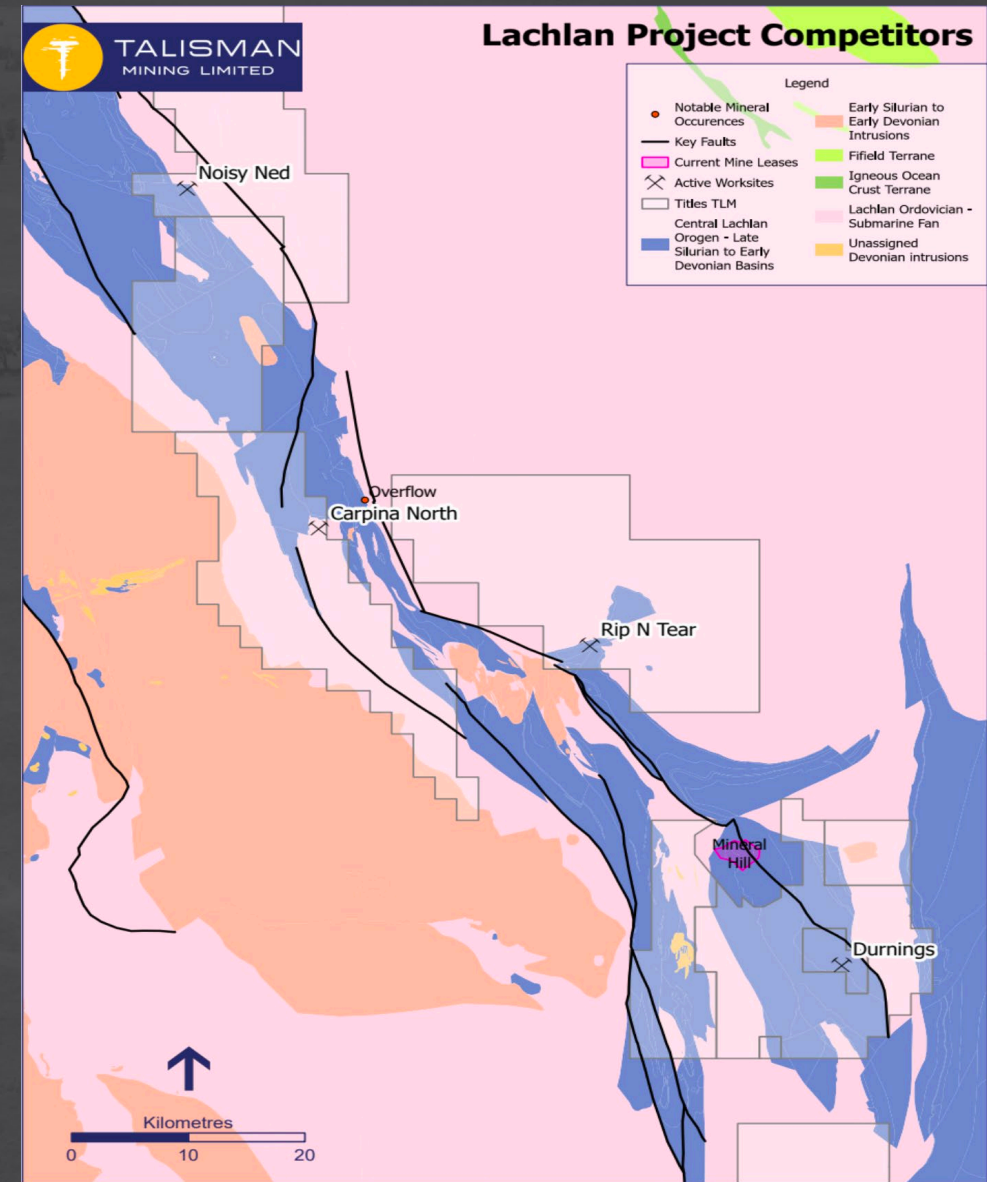 TALISMAN
MINING LIMITED
Lachlan Project Competitors
Legend
Notable Mineral
Occurences
Key Faults
Current Mine Leases
Active Worksites
Titles TLM
Central Lachlan
Orogen - Late
Silurian to Early
Devonian Basins
Early Silurian to
Early Devonian
Intrusions
Fifield Terrane
Igneous Ocean
Crust Terrane
Lachlan Ordovician -
Submarine Fan
Unassigned
Devonian intrusions
Noisy Ned
Overflow
Carpina North
Rip N Tear
Mineral
Hill
Durnings
Kilometres
0 10 20